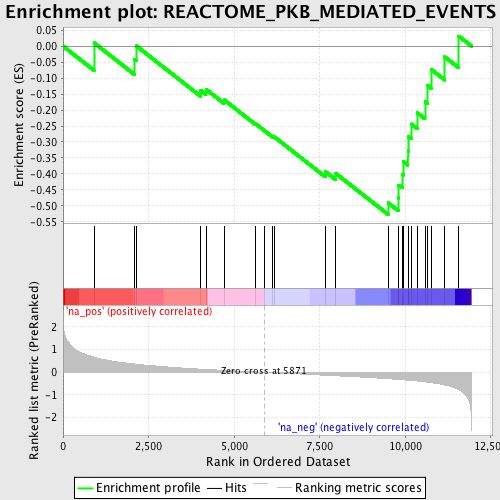 Enrichment plot: REACTOME_PKB_MEDIATED_EVENTS
Enrichment score (ES)
0.05
0.00
-0.05
-0.10
-0.15
-0.20
-0.25
-0.30
-0.35
-0.40
-0.45
-0.50
-0.55
'na_pos' (positively correlated)
Ranked list metric (PreRanked)
2
1
0
-1
-2
Zero cross at 5871
'na_neg' (negatively correlated)
0
2,500
5,000
7,500
10,000
12,500
Rank in Ordered Dataset
Enrichment profile
Hits
Ranking metric scores